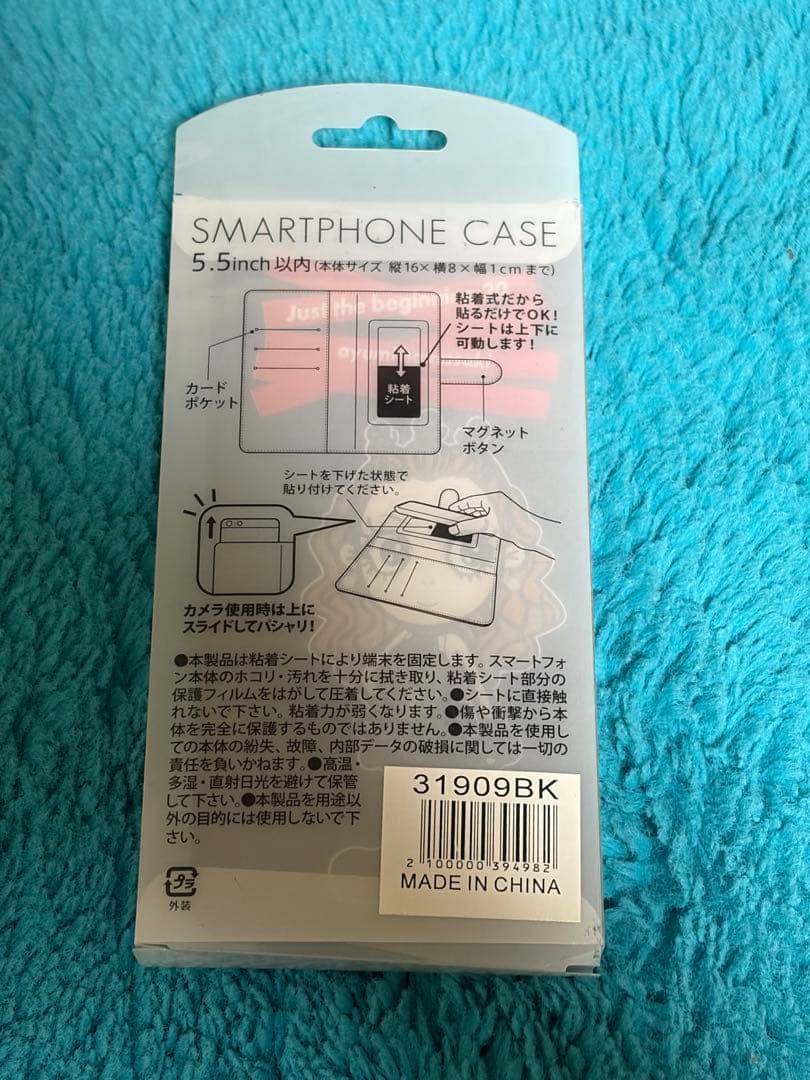 SMARTPHONE CASE
5.5inch以内(本体サイズ 縦16×横8×幅1cmまで)
Just the beginning 20
粘着式だから
貼るだけでOK!
シートは上下に
可動します!
粘着
シート
カード
ポケット
マグネット
ボタン
シートを下げた状態で
貼り付けてください。
カメラ使用時は上に
スライドしてパシャリ!
●本製品は粘着シートにより端末を固定します。スマートフォ
ン本体のホコリ・汚れを十分に拭き取り、粘着シート部分の
保護フィルムをはがして圧着してください。●シートに直接触
れないで下さい。粘着力が弱くなります。●傷や衝撃から本
体を完全に保護するものではありません。●本製品を使用し
ての本体の紛失、故障、内部データの破損に関しては一切の
責任を負いかねます。●高温・
多湿・直射日光を避けて保管
して下さい。●本製品を用途以
外の目的には使用しないで下
さい。
31909BK
2 100000 394982
MADE IN CHINA
プラ
外装